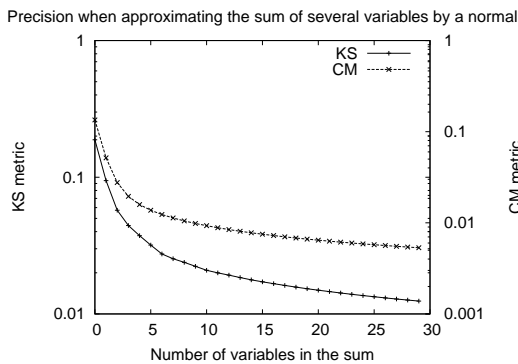 Precision when approximating the sum of several variables by a normal
KS metric
CM metric
1
0.1
0.01
1
0.1
0.01
0.001
KS
CM
0 5 10 15 20 25 30
Number of variables in the sum